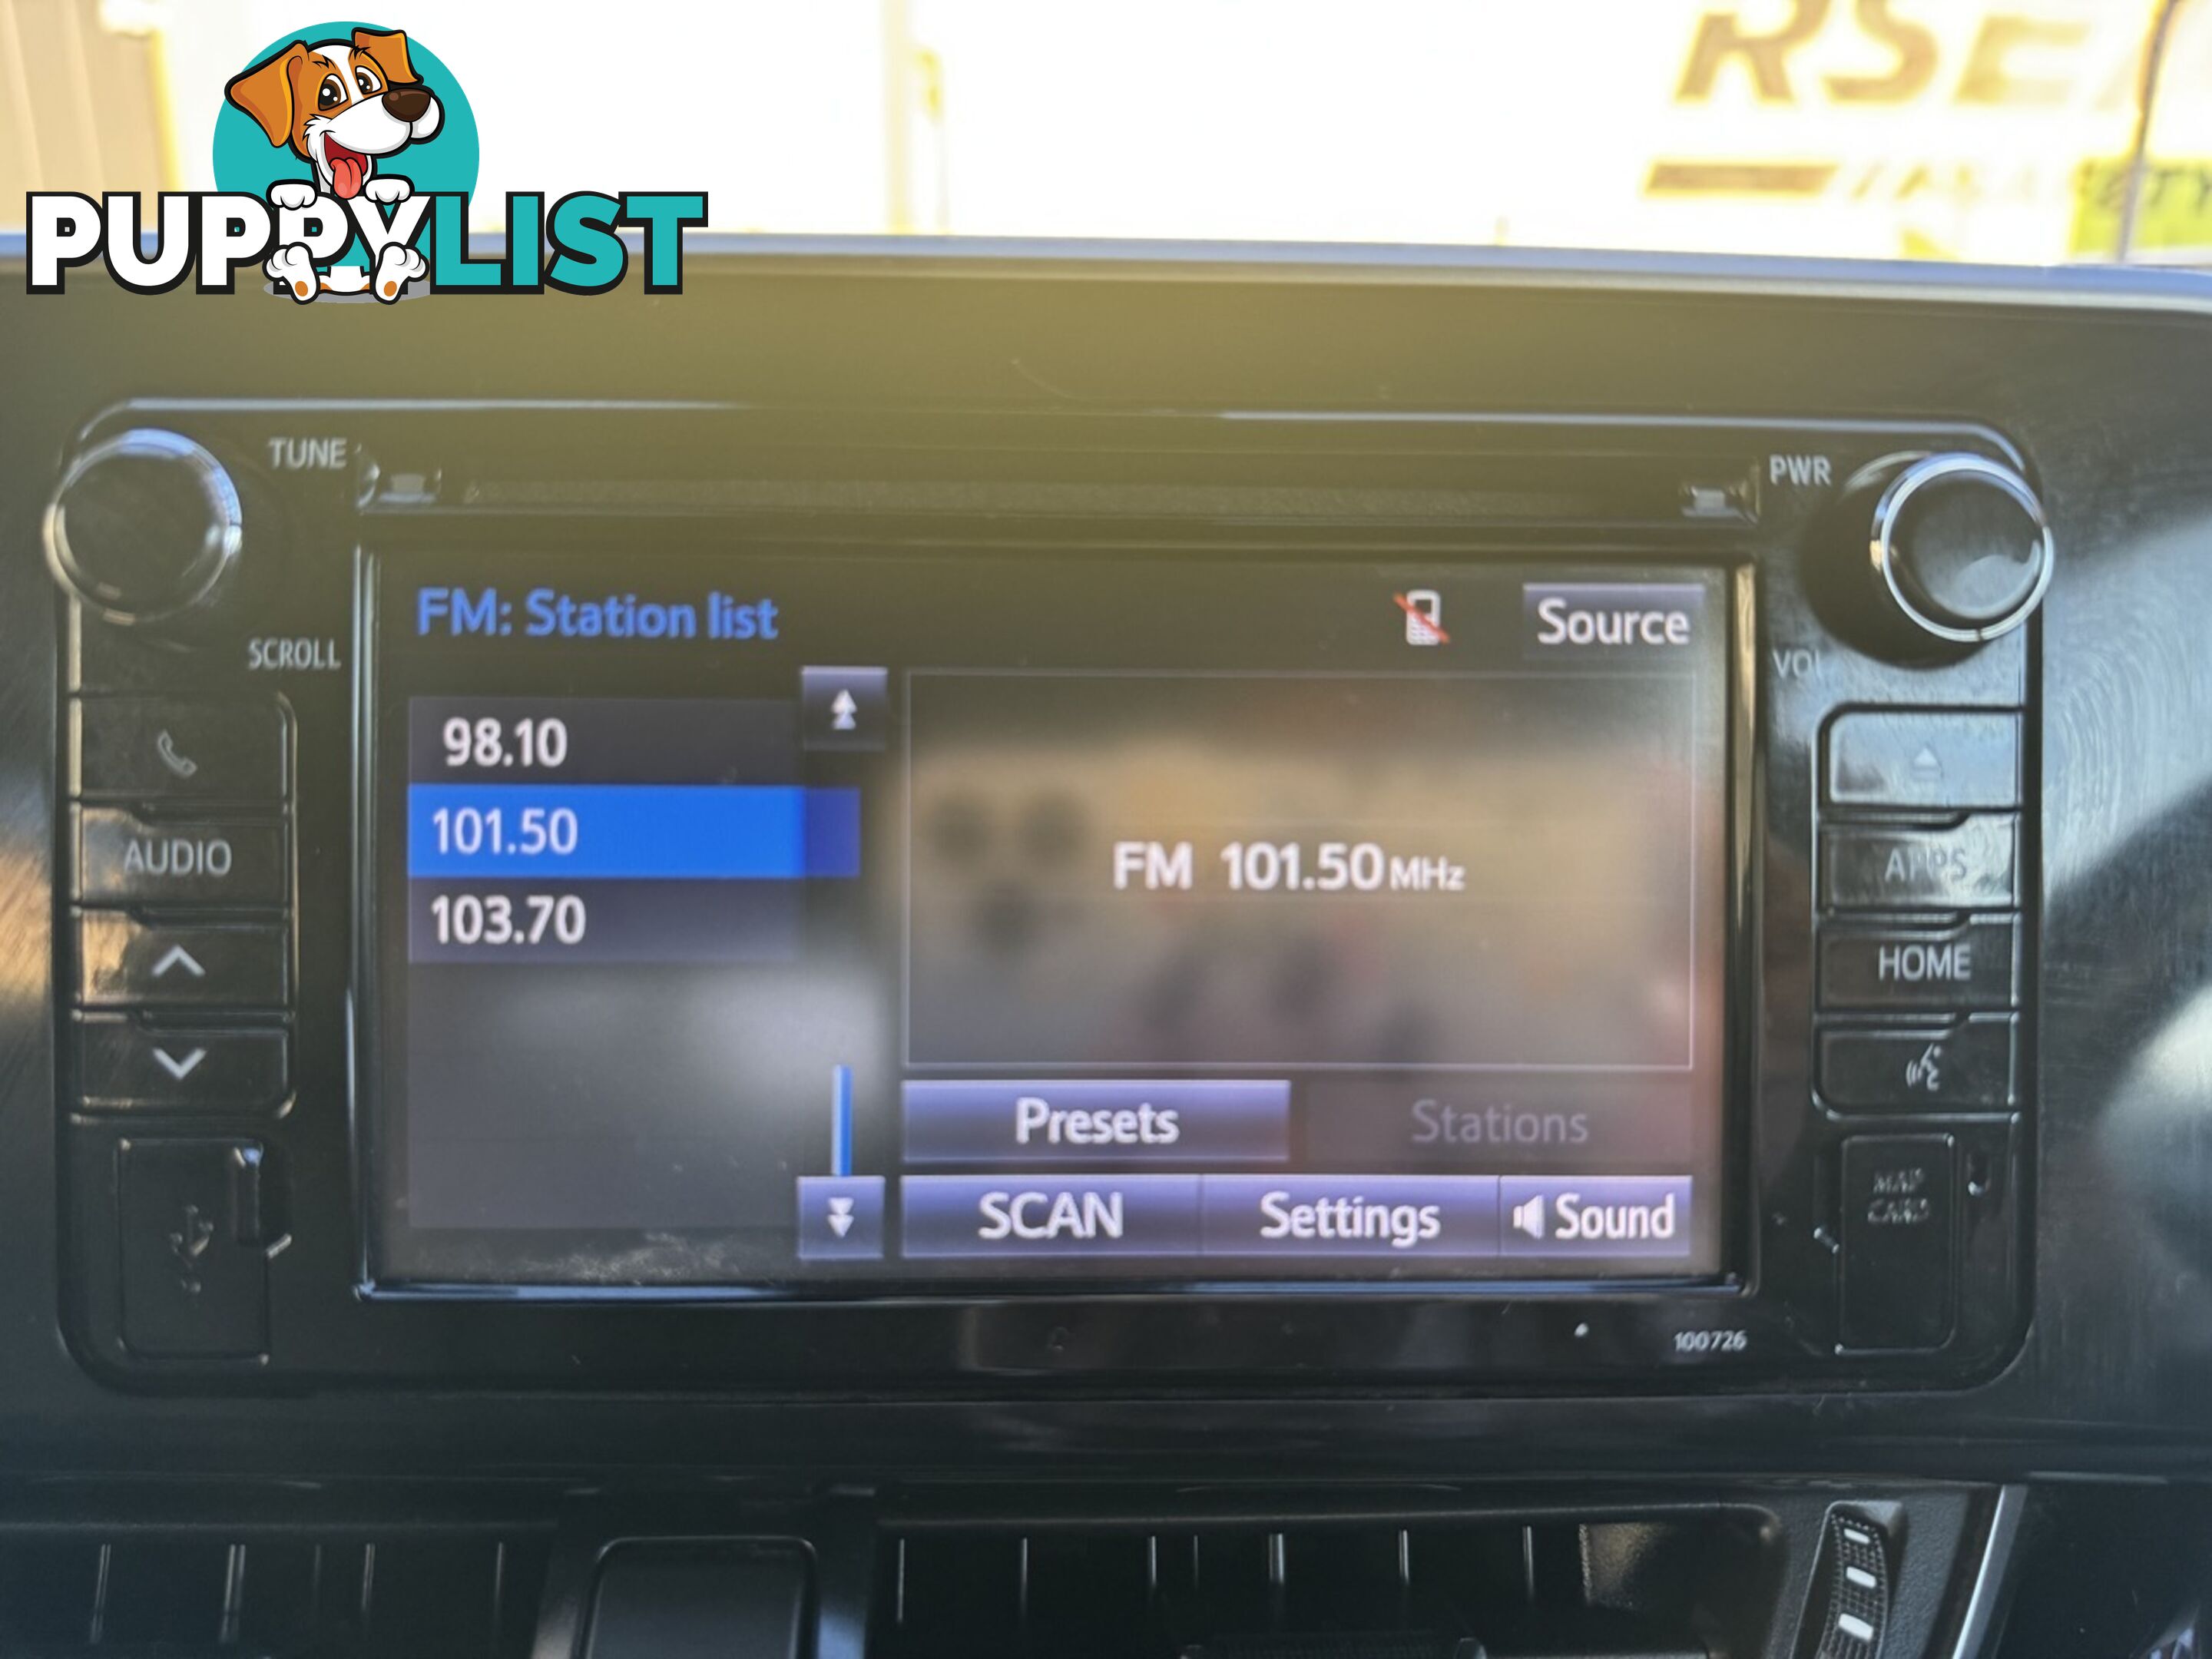 PUPPYLIST
RSE
TUNE
PWR
FM: Station list
Source
SCROLL
VOL
98.10
101.50
103.70
FM 101.50 MHz
AUDIO
APPS
HOME
Presets
Stations
SCAN
Settings
Sound
MAP
CARD
100726